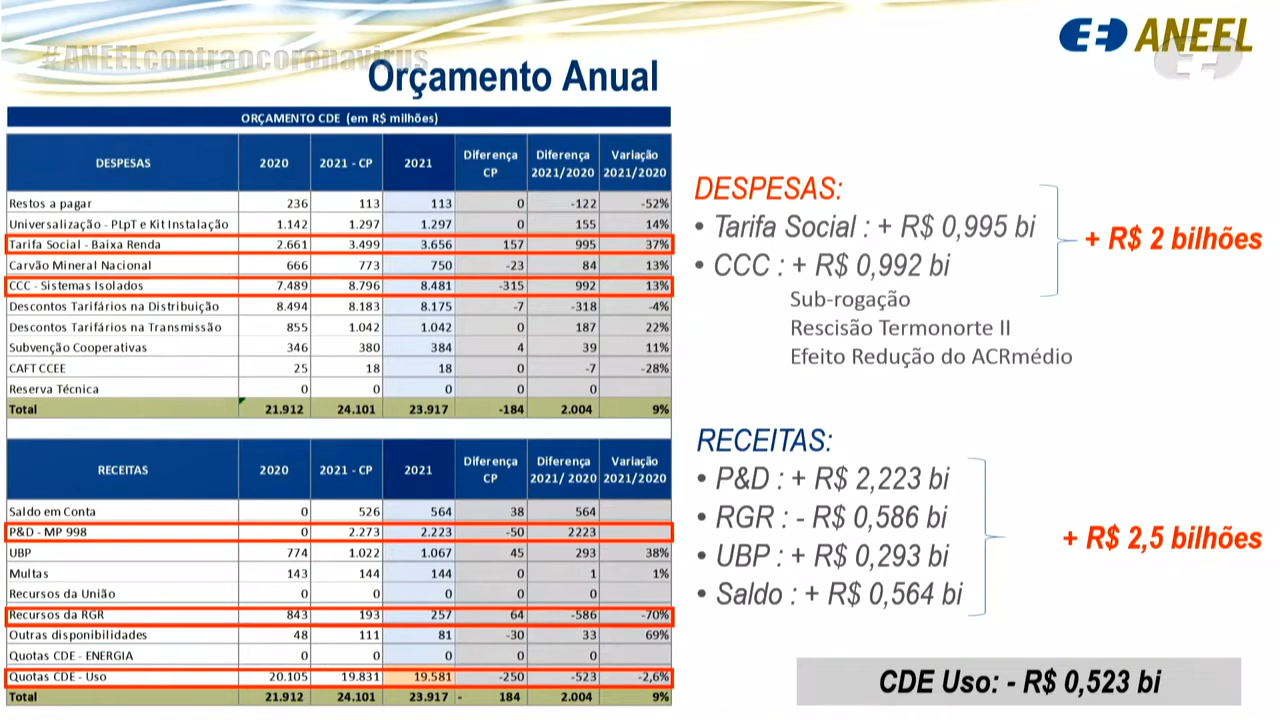 #ANEELcontraocoronavirus
ANEEL
Orçamento Anual
ORÇAMENTO CDE (em R$ milhões)
DESPESAS 2020 2021 - CP 2021 Diferença CP Diferença 2021/2020 Variação 2021/2020
Restos a pagar 236 113 113 0 -122 -52%
Universalização - PLpT e Kit Instalação 1.142 1.297 1.297 0 155 14%
Tarifa Social - Baixa Renda 2.661 3.499 3.656 157 995 37%
Carvão Mineral Nacional 666 773 750 -23 84 13%
CCC - Sistemas Isolados 7.489 8.796 8.481 -315 992 13%
Descontos Tarifários na Distribuição 8.494 8.183 8.175 -7 -318 -4%
Descontos Tarifários na Transmissão 855 1.042 1.042 0 187 22%
Subvenção Cooperativas 346 380 384 4 39 11%
CAFT CCEE 25 18 18 0 -7 -28%
Reserva Técnica 0 0 0 0 0
Total 21.912 24.101 23.917 -184 2.004 9%
RECEITAS 2020 2021 - CP 2021 Diferença CP Diferença 2021/ 2020 Variação 2021/2020
Saldo em Conta 0 526 564 38 564
P&D - MP 998 0 2.273 2.223 -50 2223
UBP 774 1.022 1.067 45 293 38%
Multas 143 144 144 0 1 1%
Recursos da União 0 0 0 0 0
Recursos da RGR 843 193 257 64 -586 -70%
Outras disponibilidades 48 111 81 -30 33 69%
Quotas CDE - ENERGIA 0 0 0 0 0
Quotas CDE - Uso 20.105 19.831 19.581 -250 -523 -2,6%
Total 21.912 24.101 23.917 - 184 2.004 9%
DESPESAS:
• Tarifa Social : + R$ 0,995 bi
• CCC : + R$ 0,992 bi
Sub-rogação
Rescisão Termonorte II
Efeito Redução do ACRmédio
+ R$ 2 bilhões
RECEITAS:
• P&D : + R$ 2,223 bi
• RGR : - R$ 0,586 bi
• UBP : + R$ 0,293 bi
• Saldo : + R$ 0,564 bi
+ R$ 2,5 bilhões
CDE Uso: - R$ 0,523 bi